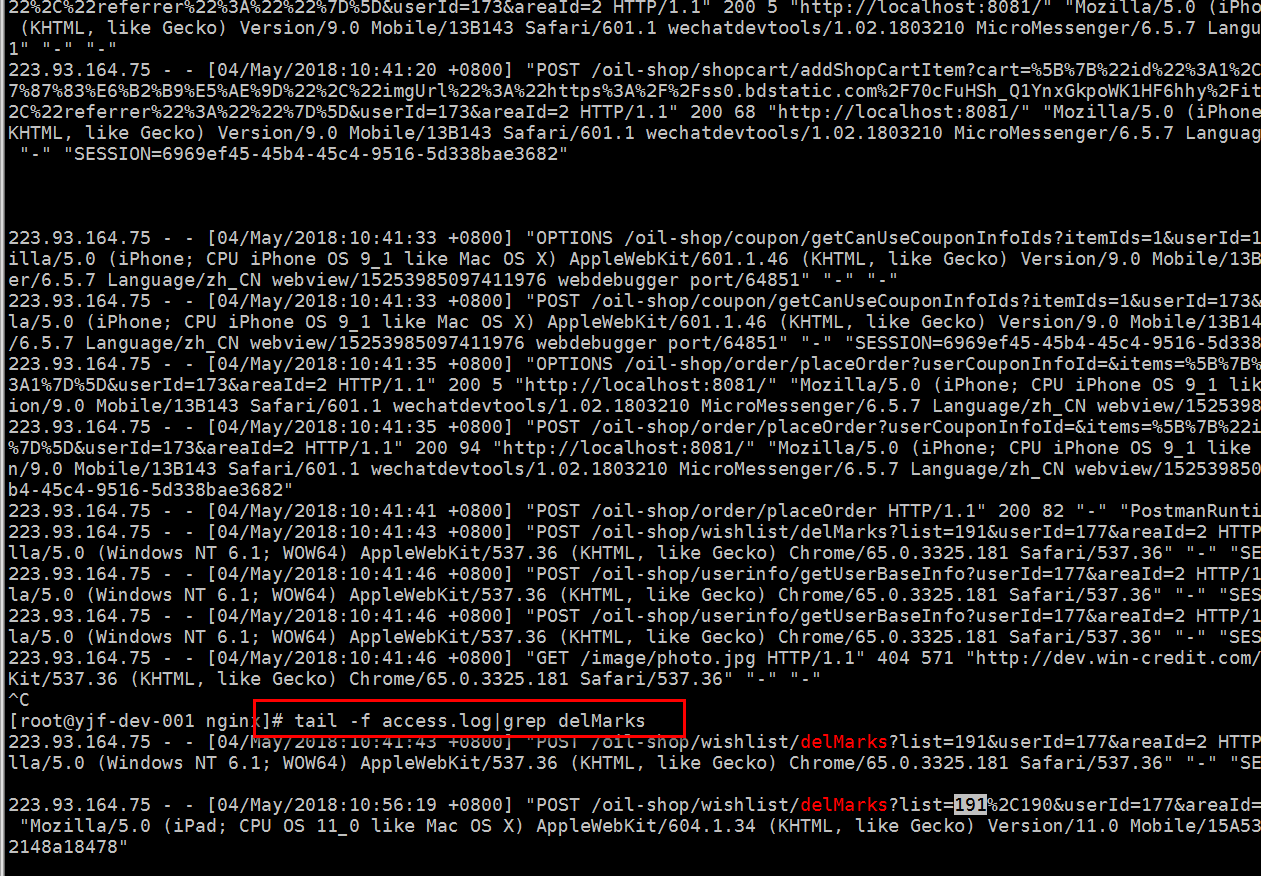 22%2C%22referrer%22%3A%22%22%7D%5D&userId=173&areaId=2 HTTP/1.1" 200 5 "http://localhost:8081/" "Mozilla/5.0 (iPho
(KHTML, like Gecko) Version/9.0 Mobile/13B143 Safari/601.1 wechatdevtools/1.02.1803210 MicroMessenger/6.5.7 Langu
1" "-" "-"
223.93.164.75 - - [04/May/2018:10:41:20 +0800] "POST /oil-shop/shopcart/addShopCartItem?cart=%5B%7B%22id%22%3A1%2C
7%87%83%E6%B2%B9%E5%AE%9D%22%2C%22imgUrl%22%3A%22https%3A%2F%2Fss0.bdstatic.com%2F70cFuHSh_Q1YnxGkpoWK1HF6hhy%2Fit
2C%22referrer%22%3A%22%22%7D%5D&userId=173&areaId=2 HTTP/1.1" 200 68 "http://localhost:8081/" "Mozilla/5.0 (iPhone
KHTML, like Gecko) Version/9.0 Mobile/13B143 Safari/601.1 wechatdevtools/1.02.1803210 MicroMessenger/6.5.7 Languag
"-" "SESSION=6969ef45-45b4-45c4-9516-5d338bae3682"
223.93.164.75 - - [04/May/2018:10:41:33 +0800] "OPTIONS /oil-shop/coupon/getCanUseCouponInfoIds?itemIds=1&userId=1
illa/5.0 (iPhone; CPU iPhone OS 9_1 like Mac OS X) AppleWebKit/601.1.46 (KHTML, like Gecko) Version/9.0 Mobile/13B
er/6.5.7 Language/zh_CN webview/15253985097411976 webdebugger port/64851" "-" "-"
223.93.164.75 - - [04/May/2018:10:41:33 +0800] "POST /oil-shop/coupon/getCanUseCouponInfoIds?itemIds=1&userId=173&
la/5.0 (iPhone; CPU iPhone OS 9_1 like Mac OS X) AppleWebKit/601.1.46 (KHTML, like Gecko) Version/9.0 Mobile/13B14
/6.5.7 Language/zh_CN webview/15253985097411976 webdebugger port/64851" "-" "SESSION=6969ef45-45b4-45c4-9516-5d338
223.93.164.75 - - [04/May/2018:10:41:35 +0800] "OPTIONS /oil-shop/order/placeOrder?userCouponInfoId=&items=%5B%7B%
3A1%7D%5D&userId=173&areaId=2 HTTP/1.1" 200 5 "http://localhost:8081/" "Mozilla/5.0 (iPhone; CPU iPhone OS 9_1 lik
ion/9.0 Mobile/13B143 Safari/601.1 wechatdevtools/1.02.1803210 MicroMessenger/6.5.7 Language/zh_CN webview/1525398
223.93.164.75 - - [04/May/2018:10:41:35 +0800] "POST /oil-shop/order/placeOrder?userCouponInfoId=&items=%5B%7B%22i
%7D%5D&userId=173&areaId=2 HTTP/1.1" 200 94 "http://localhost:8081/" "Mozilla/5.0 (iPhone; CPU iPhone OS 9_1 like
n/9.0 Mobile/13B143 Safari/601.1 wechatdevtools/1.02.1803210 MicroMessenger/6.5.7 Language/zh_CN webview/152539850
b4-45c4-9516-5d338bae3682"
223.93.164.75 - - [04/May/2018:10:41:41 +0800] "POST /oil-shop/order/placeOrder HTTP/1.1" 200 82 "-" "PostmanRunti
223.93.164.75 - - [04/May/2018:10:41:43 +0800] "POST /oil-shop/wishlist/delMarks?list=191&userId=177&areaId=2 HTTP
lla/5.0 (Windows NT 6.1; WOW64) AppleWebKit/537.36 (KHTML, like Gecko) Chrome/65.0.3325.181 Safari/537.36" "-" "SE
223.93.164.75 - - [04/May/2018:10:41:46 +0800] "POST /oil-shop/userinfo/getUserBaseInfo?userId=177&areaId=2 HTTP/1
la/5.0 (Windows NT 6.1; WOW64) AppleWebKit/537.36 (KHTML, like Gecko) Chrome/65.0.3325.181 Safari/537.36" "-" "SES
223.93.164.75 - - [04/May/2018:10:41:46 +0800] "POST /oil-shop/userinfo/getUserBaseInfo?userId=177&areaId=2 HTTP/1
la/5.0 (Windows NT 6.1; WOW64) AppleWebKit/537.36 (KHTML, like Gecko) Chrome/65.0.3325.181 Safari/537.36" "-" "SES
223.93.164.75 - - [04/May/2018:10:41:46 +0800] "GET /image/photo.jpg HTTP/1.1" 404 571 "http://dev.win-credit.com/
Kit/537.36 (KHTML, like Gecko) Chrome/65.0.3325.181 Safari/537.36" "-" "-"
^C
[root@yjf-dev-001 nginx]# tail -f access.log|grep delMarks
223.93.164.75 - - [04/May/2018:10:41:43 +0800] "POST /oil-shop/wishlist/delMarks?list=191&userId=177&areaId=2 HTTP
lla/5.0 (Windows NT 6.1; WOW64) AppleWebKit/537.36 (KHTML, like Gecko) Chrome/65.0.3325.181 Safari/537.36" "-" "SE
223.93.164.75 - - [04/May/2018:10:56:19 +0800] "POST /oil-shop/wishlist/delMarks?list=191%2C190&userId=177&areaId=
"Mozilla/5.0 (iPad; CPU OS 11_0 like Mac OS X) AppleWebKit/604.1.34 (KHTML, like Gecko) Version/11.0 Mobile/15A53
2148a18478"